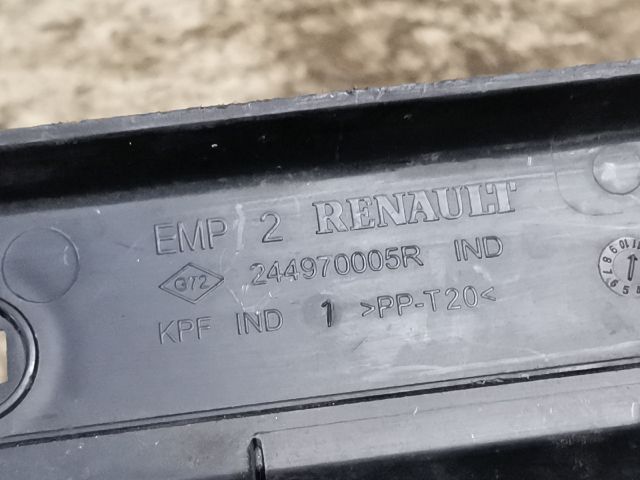 EMP 2 RENAULT
G72 244970005R IND
KPF IND 1 >PP-T20<